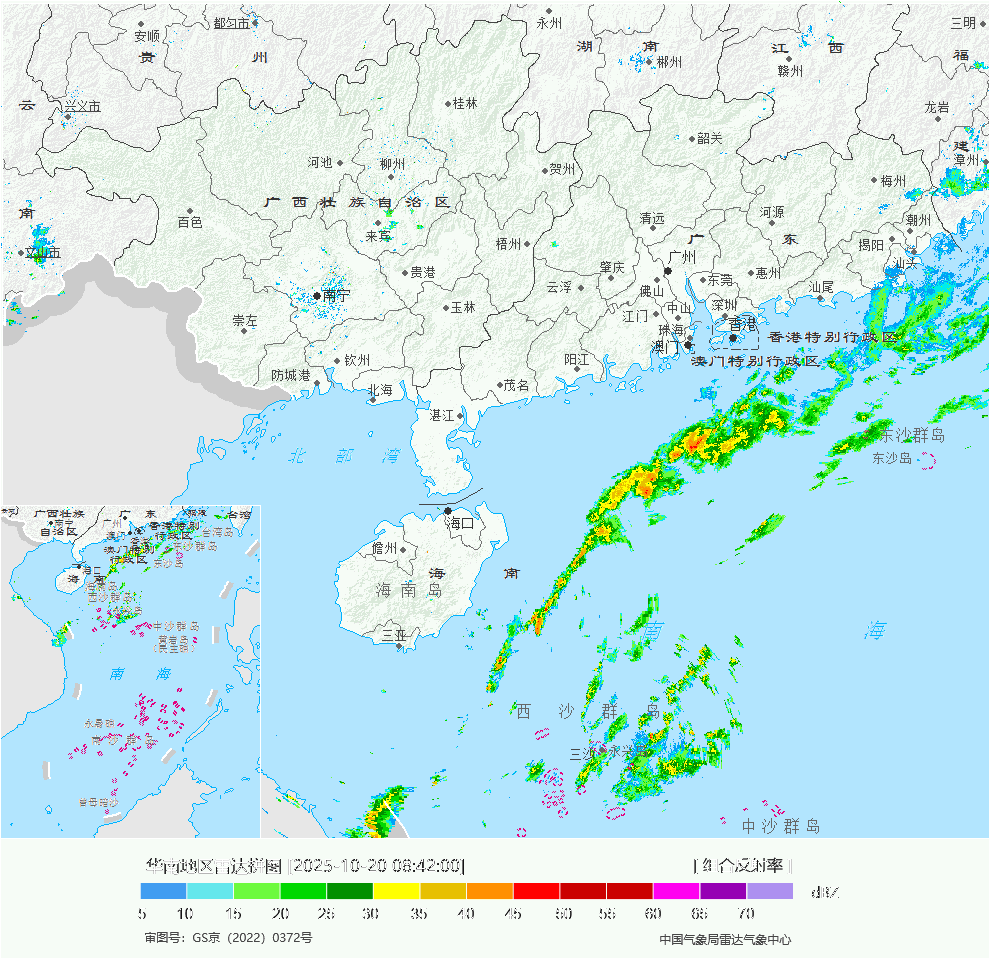 都匀市
永州
三明
安顺
贵 州
湖 南
江 西
福
郴州
赣州
云
兴义市
桂林
龙岩
韶关
建
漳州
河池
柳州
贺州
梅州
广 西 壮 族 自 治 区
南
百色
来宾
清远
河源
潮州
文山市
梧州
广 东
揭阳
汕头
贵港
肇庆
广州
惠州
东莞
南宁
云浮
佛山
汕尾
崇左
玉林
江门
中山
深圳
珠海
香港
香港特别行政区
澳门
澳门特别行政区
钦州
阳江
防城港
北海
茂名
湛江
北 部 湾
东沙群岛
东沙岛
海口
儋州
海 南
海 南 岛
三亚
南 海
西 沙 群 岛
三沙
永兴岛
中 沙 群 岛
广西壮族
自治区
南宁
广 东
广州
香港特别
行政区
澳门特别
行政区
台湾
台湾岛
东沙群岛
东沙岛
海口
海 南
中沙群岛
黄岩岛
南 海
永暑礁
南 沙 群 岛
曾母暗沙
华南地区雷达拼图 [2025-10-20 08:42:00]
[ 组合反射率 ]
dBZ
5 10 15 20 25 30 35 40 45 50 55 60 65 70
审图号：GS京（2022）0372号
中国气象局雷达气象中心